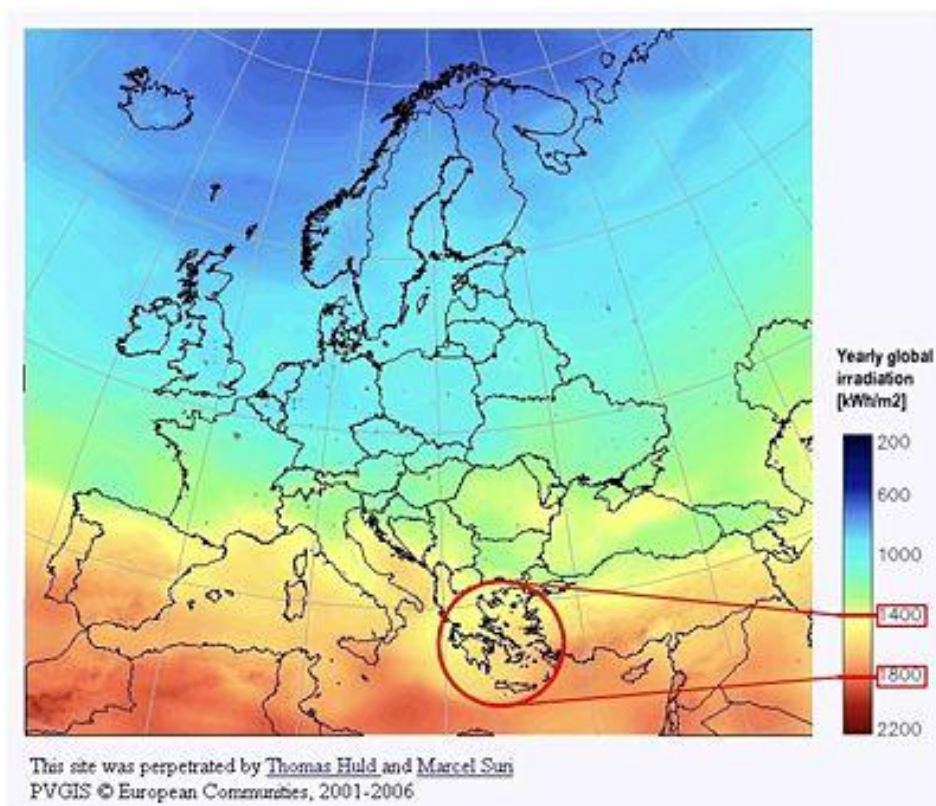 Yearly global
irradiation
[kWh/m2]
200
600
1000
1400
1800
2200
This site was perpetrated by Thomas Huld and Marcel Suri
PVGIS © European Communities, 2001-2006